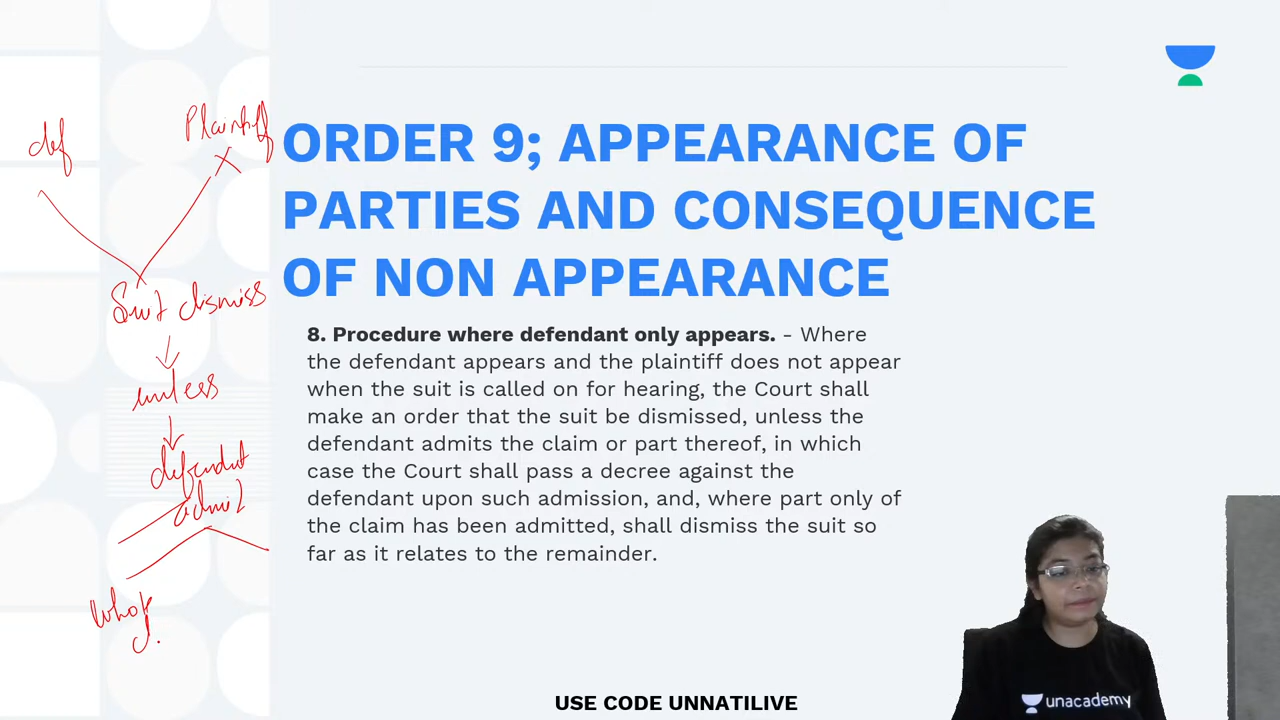 def
Plaintiff
Suit dismiss
unless
defendent
admit
Whole
ORDER 9; APPEARANCE OF
PARTIES AND CONSEQUENCE
OF NON APPEARANCE
8. Procedure where defendant only appears. - Where
the defendant appears and the plaintiff does not appear
when the suit is called on for hearing, the Court shall
make an order that the suit be dismissed, unless the
defendant admits the claim or part thereof, in which
case the Court shall pass a decree against the
defendant upon such admission, and, where part only of
the claim has been admitted, shall dismiss the suit so
far as it relates to the remainder.
unacademy
USE CODE UNNATILIVE